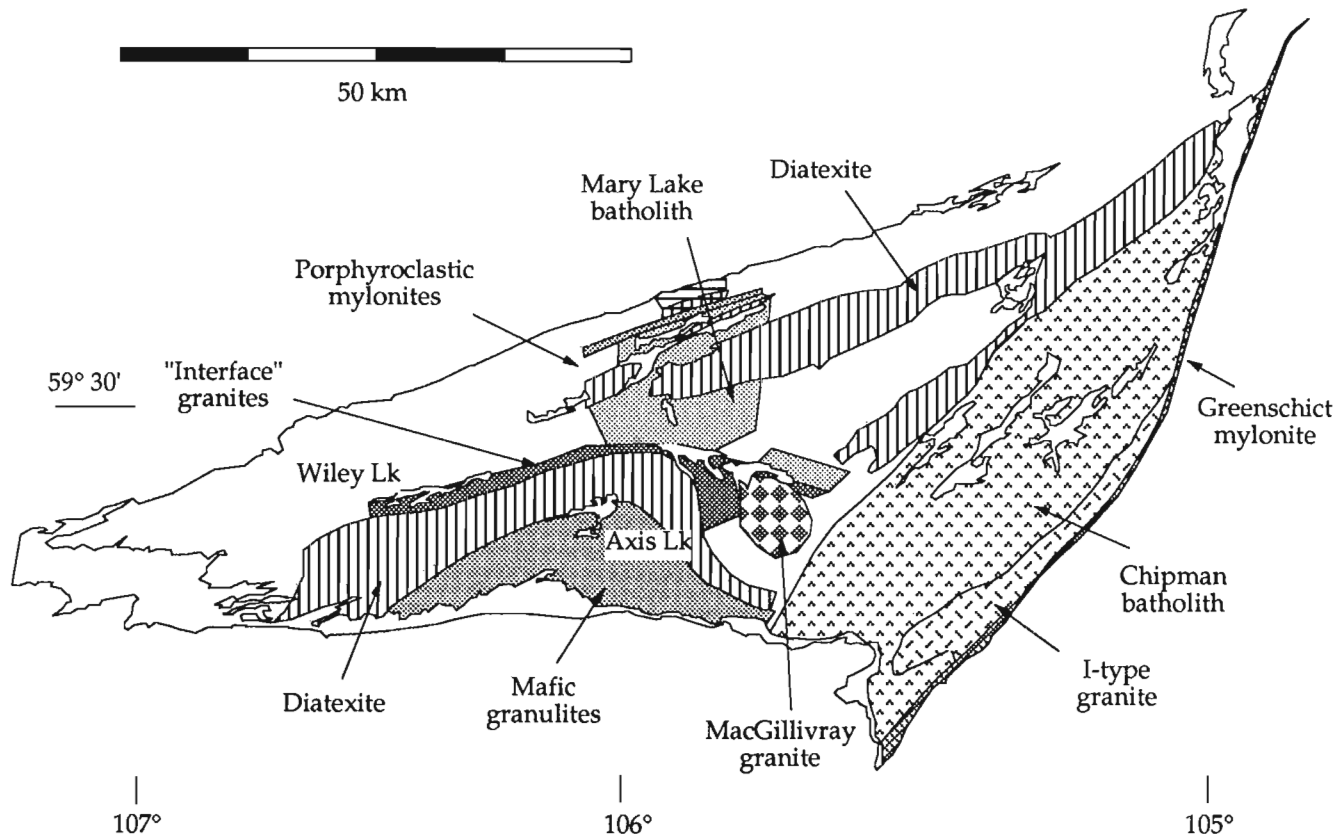 50 km
Mary Lake
batholith
Diatexite
Porphyroclastic
mylonites
"Interface"
granites
59° 30'
Greenschict
mylonite
Wiley Lk
Axis Lk
Chipman
batholith
I-type
granite
Diatexite
Mafic
granulites
MacGillivray
granite
107°
106°
105°